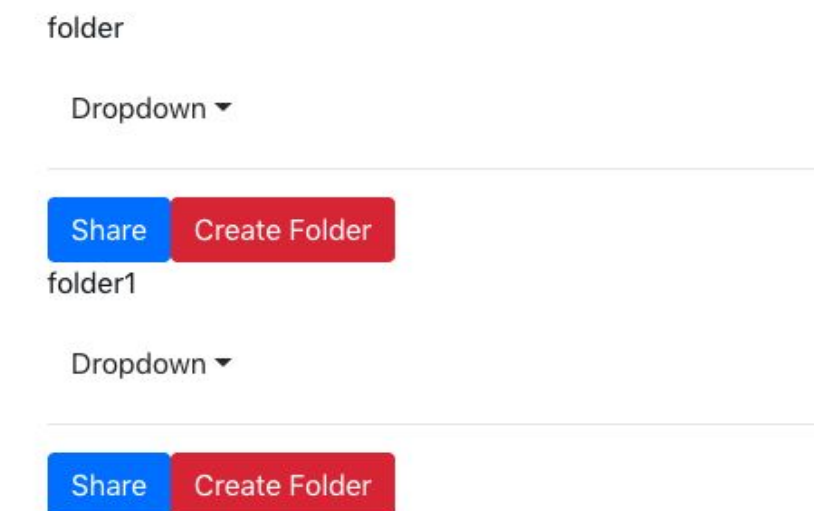 folder
Dropdown
Share Create Folder
folder1
Dropdown
Share Create Folder